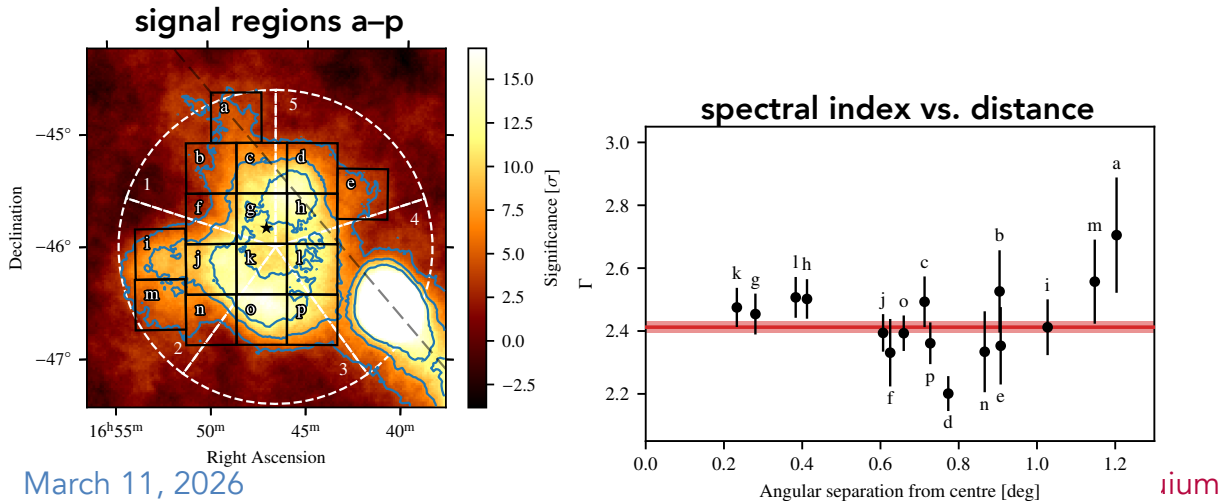 signal regions a–p
Declination
−45°
−46°
−47°
16ʰ55ᵐ 50ᵐ 45ᵐ 40ᵐ
Right Ascension
a
5
b c d
e
1
f g h
4
i
j k l
m
n o p
2
3
15.0
12.5
10.0
7.5
5.0
2.5
0.0
−2.5
Significance [σ]
spectral index vs. distance
Γ
3.0
2.8
2.6
2.4
2.2
a
m
b
c
l h
k g
i
j o
p
f
d
n e
0.0 0.2 0.4 0.6 0.8 1.0 1.2
Angular separation from centre [deg]
March 11, 2026